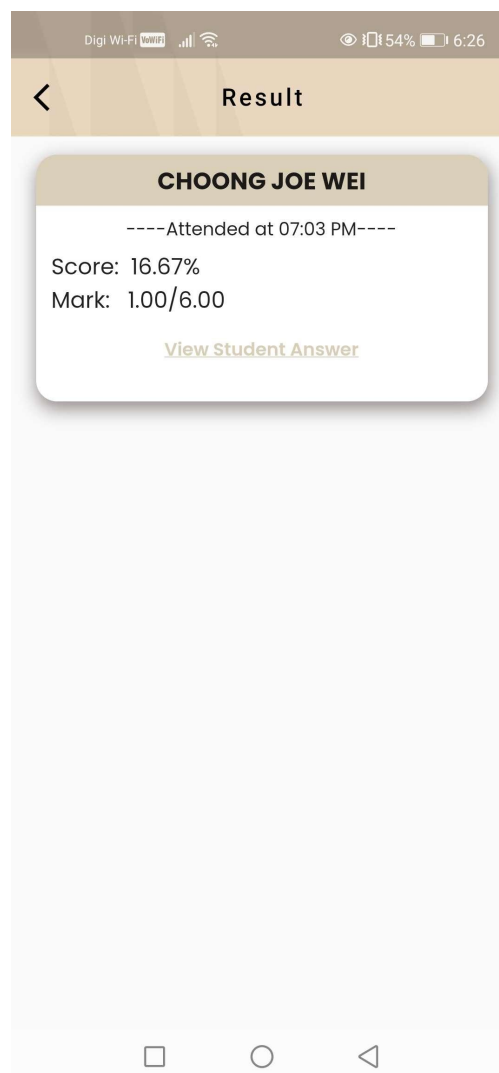 Digi Wi-Fi VoWiFi 54% 6:26
Result
CHOONG JOE WEI
----Attended at 07:03 PM----
Score: 16.67%
Mark: 1.00/6.00
View Student Answer